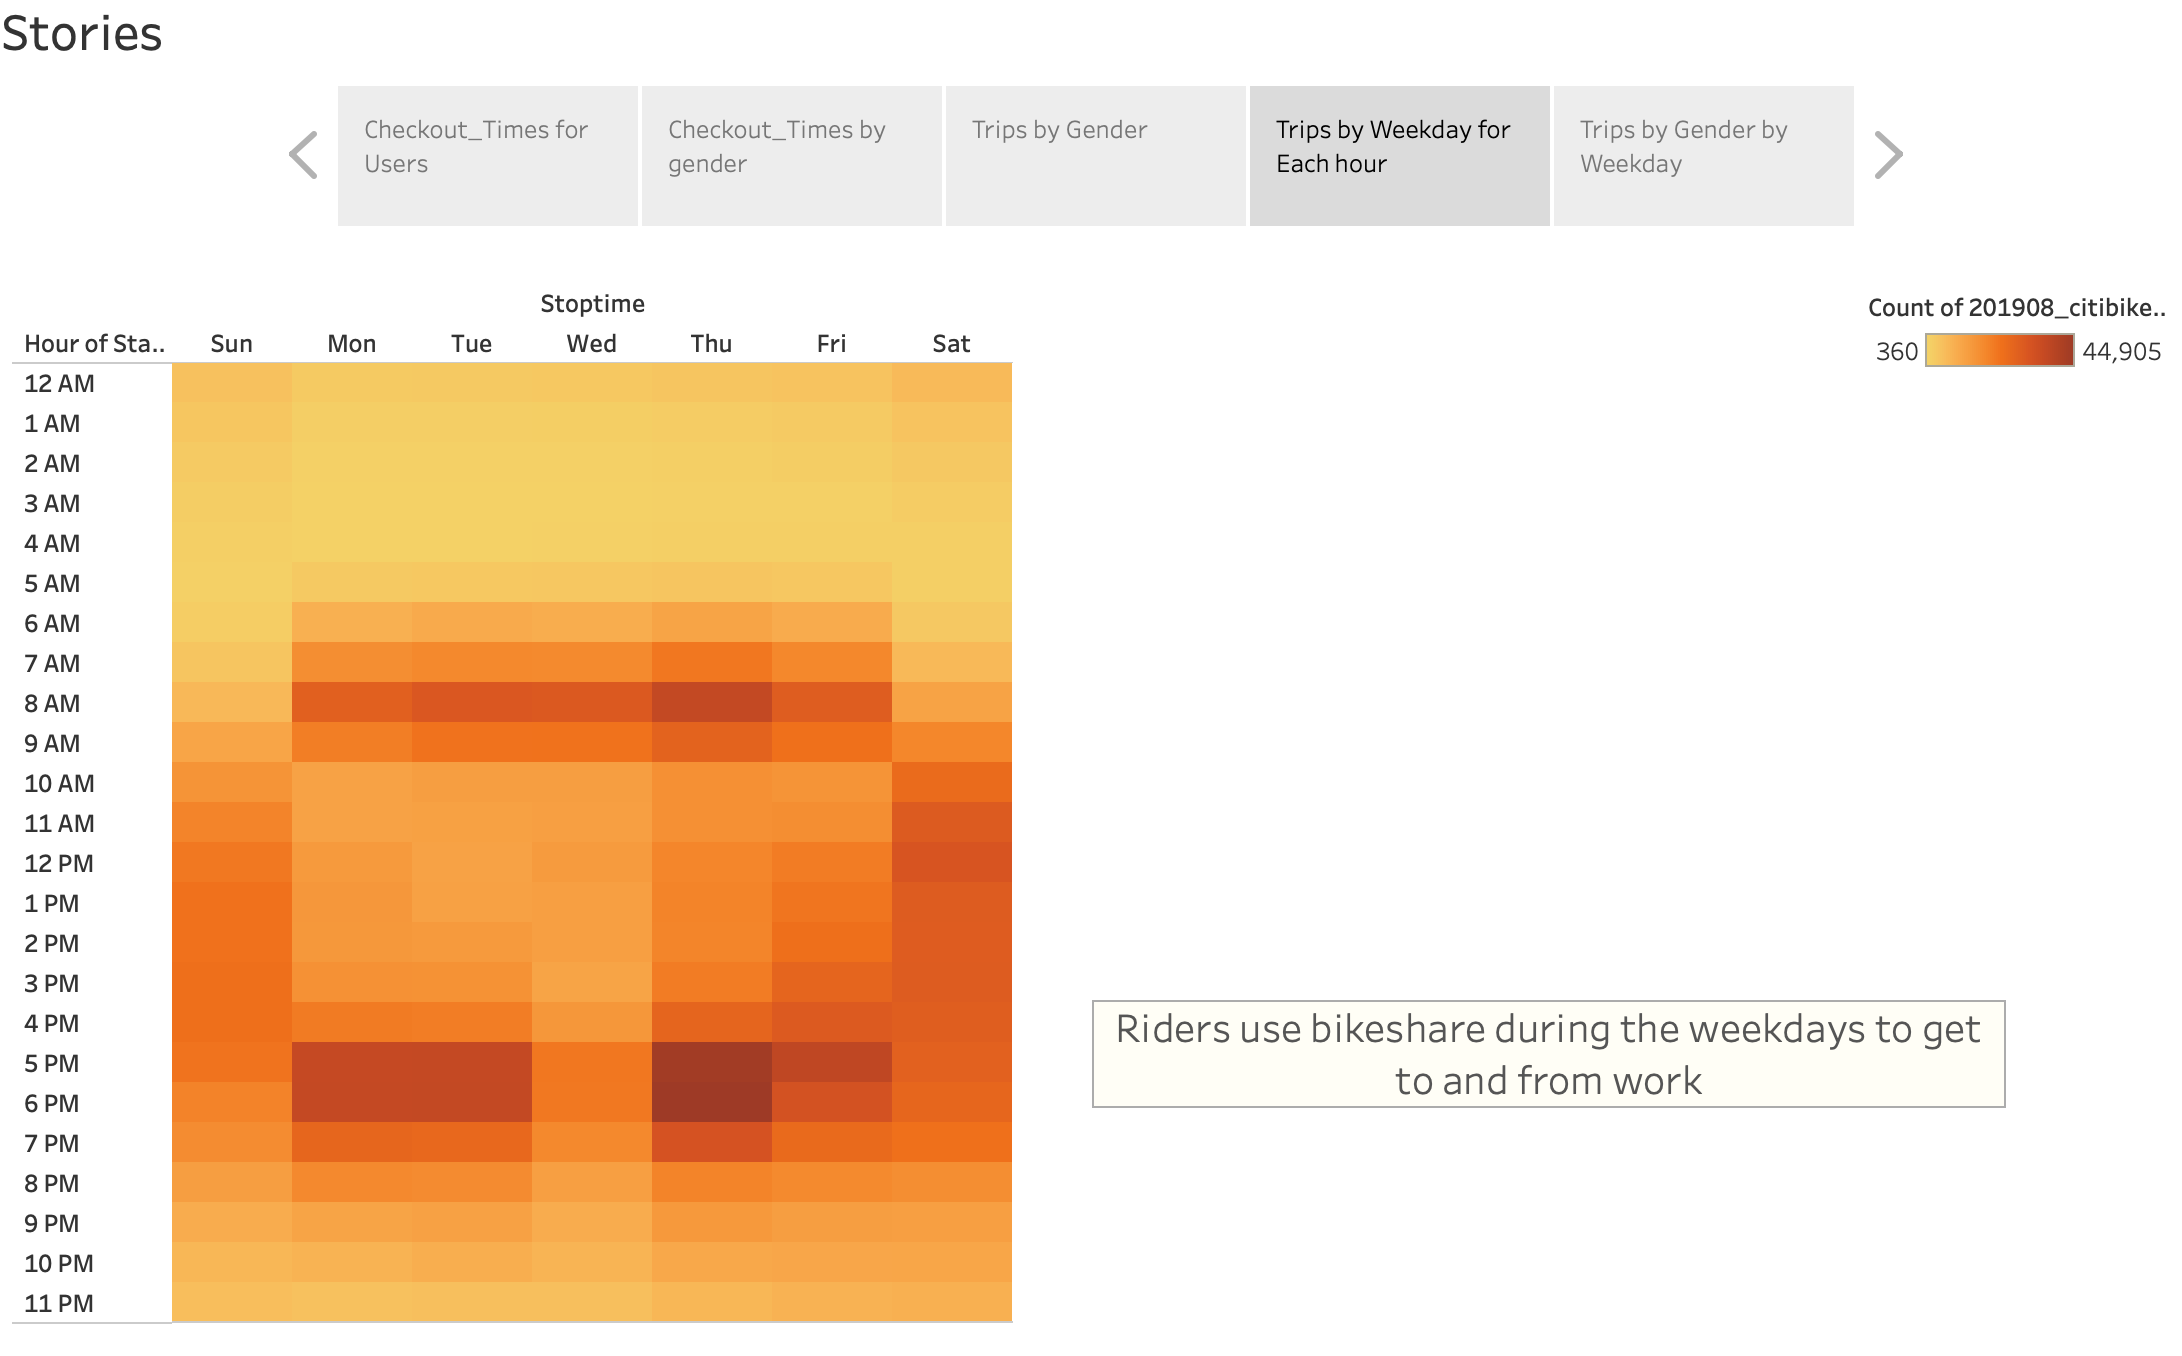 Stories
Checkout_Times for
Users
Checkout_Times by
gender
Trips by Gender
Trips by Weekday for
Each hour
Trips by Gender by
Weekday
Stoptime
Hour of Sta.. Sun Mon Tue Wed Thu Fri Sat
12 AM
1 AM
2 AM
3 AM
4 AM
5 AM
6 AM
7 AM
8 AM
9 AM
10 AM
11 AM
12 PM
1 PM
2 PM
3 PM
4 PM
5 PM
6 PM
7 PM
8 PM
9 PM
10 PM
11 PM
Count of 201908_citibike..
360 44,905
Riders use bikeshare during the weekdays to get
to and from work